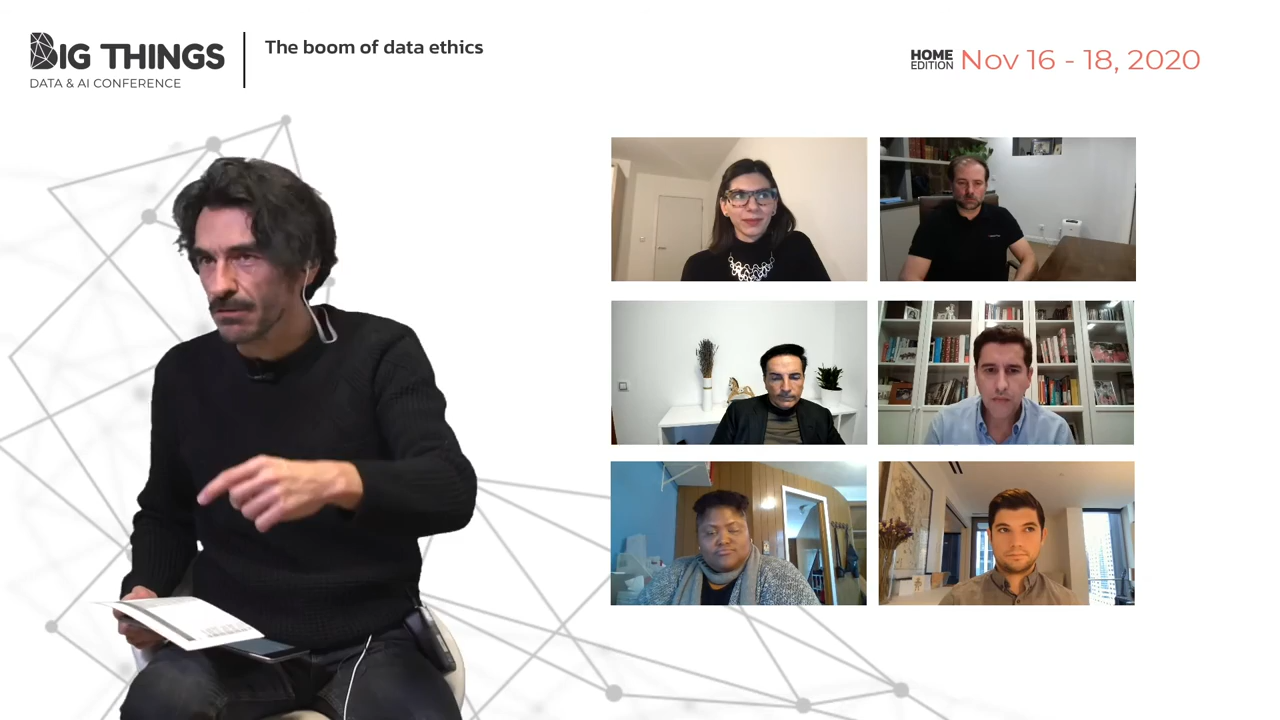 BIG THINGS
DATA & AI CONFERENCE
The boom of data ethics
HOME
EDITION
Nov 16 - 18, 2020